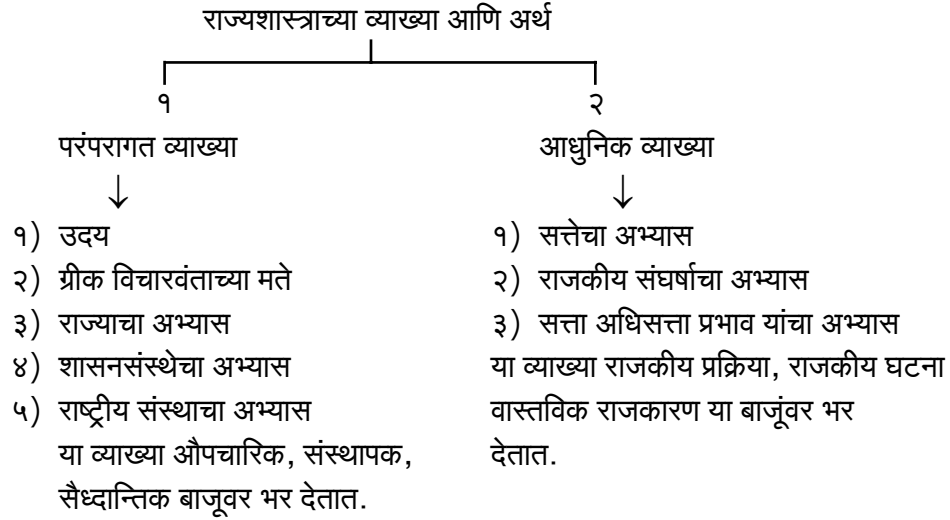 राज्यशास्त्राच्या व्याख्या आणि अर्थ
१
परंपरागत व्याख्या
१) उदय
२) ग्रीक विचारवंताच्या मते
३) राज्याचा अभ्यास
४) शासनसंस्थेचा अभ्यास
५) राष्ट्रीय संस्थाचा अभ्यास
या व्याख्या औपचारिक, संस्थापक,
सैध्दान्तिक बाजूवर भर देतात.
२
आधुनिक व्याख्या
१) सत्तेचा अभ्यास
२) राजकीय संघर्षाचा अभ्यास
३) सत्ता अधिसत्ता प्रभाव यांचा अभ्यास
या व्याख्या राजकीय प्रक्रिया, राजकीय घटना
वास्तविक राजकारण या बाजूंवर भर
देतात.